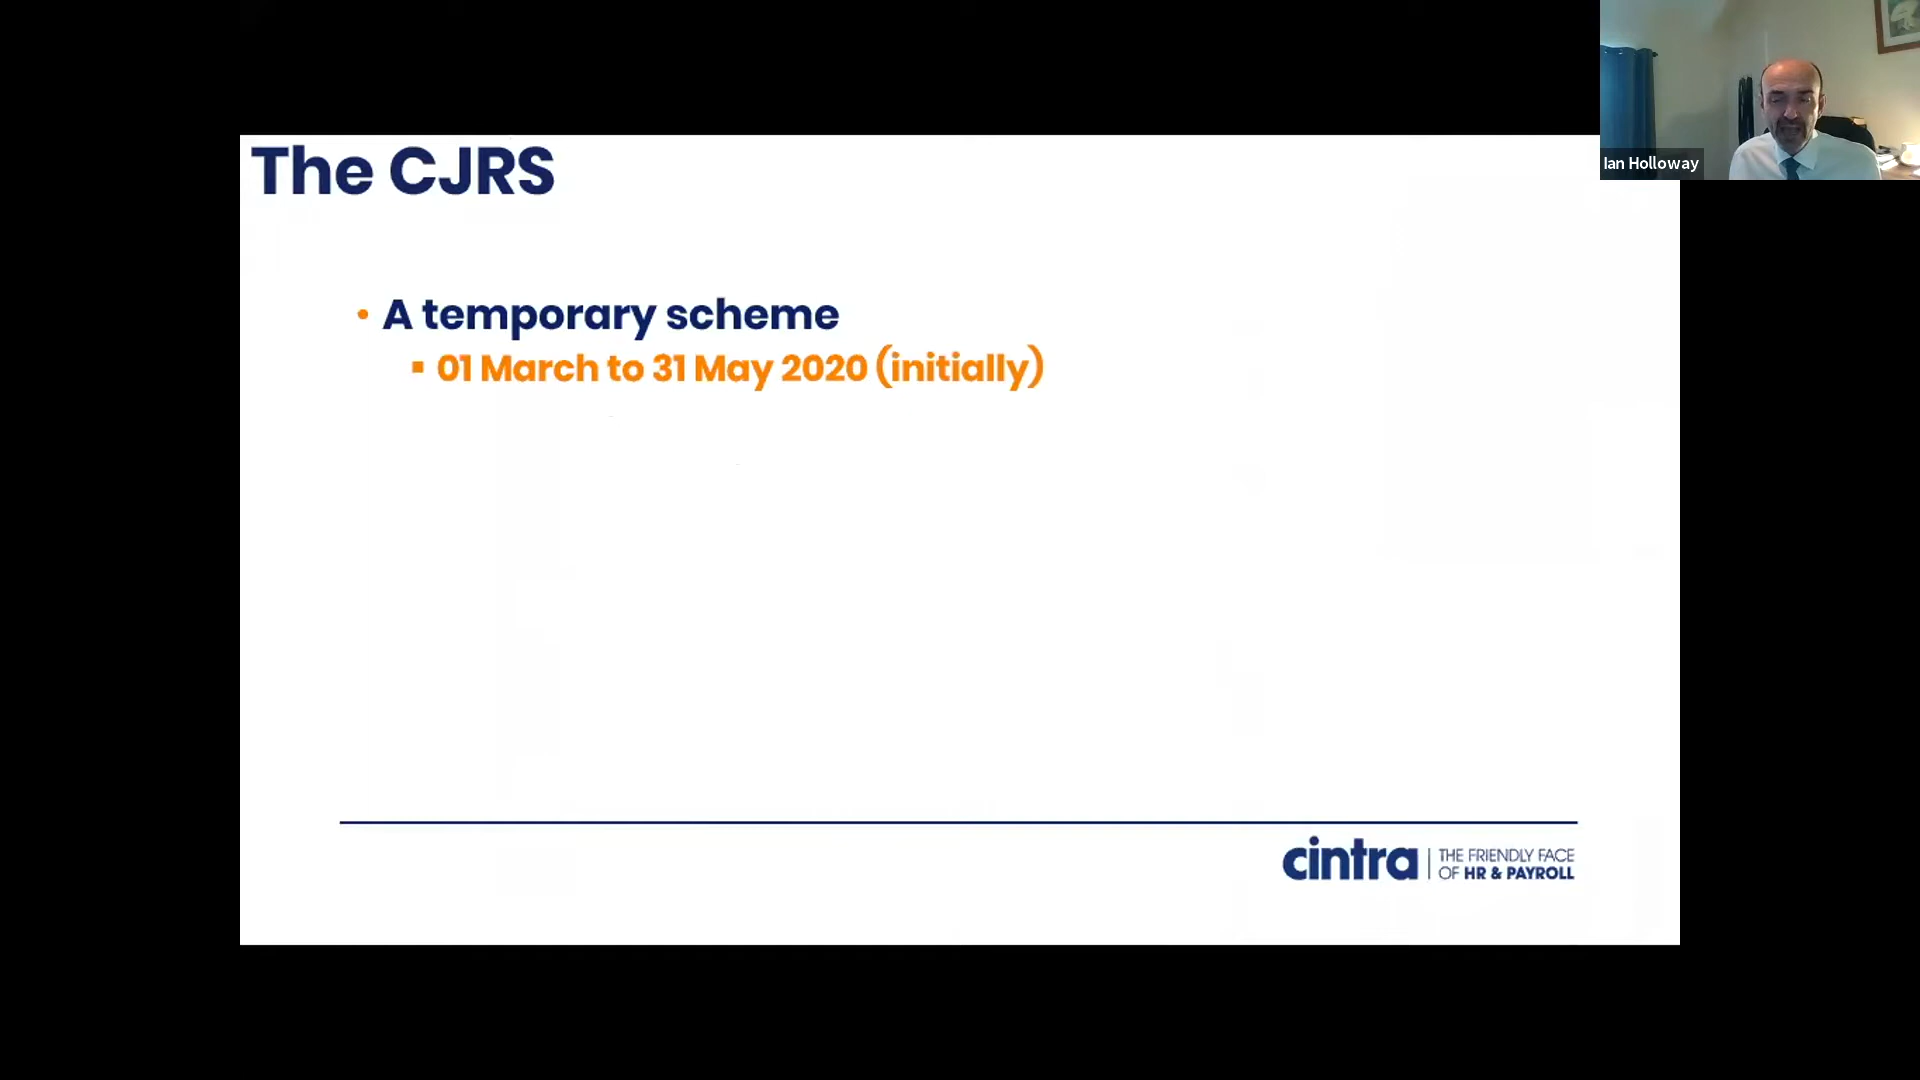 The CJRS
Ian Holloway
• A temporary scheme
▪ 01 March to 31 May 2020 (initially)
cintra | THE FRIENDLY FACE
OF HR & PAYROLL